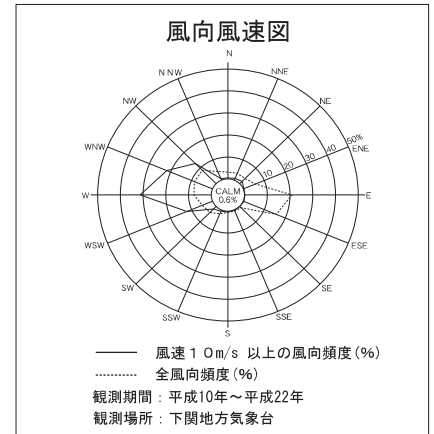 風向風速図
N
NNW
NNE
NW
NE
WNW
50%
ENE
40
30
20
10
CALM
0.6%
W
E
WSW
ESE
SW
SE
SSW
SSE
S
風速10m/s 以上の風向頻度(%)
全風向頻度(%)
観測期間:平成10年~平成22年
観測場所:下関地方気象台